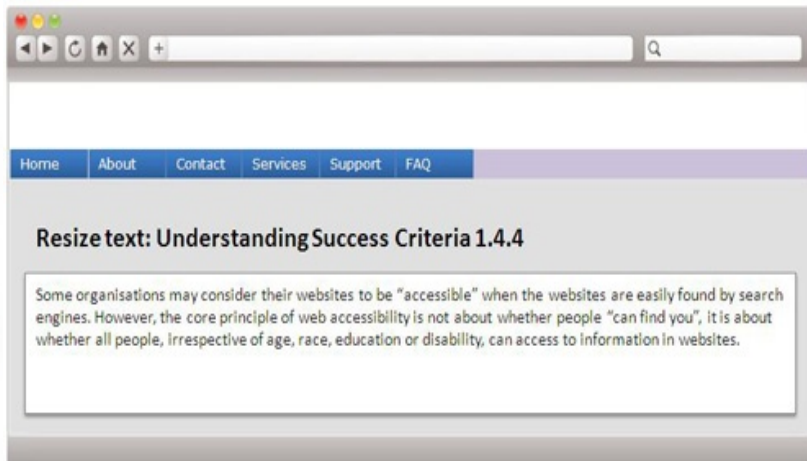 Home About Contact Services Support FAQ
Resize text: Understanding Success Criteria 1.4.4
Some organisations may consider their websites to be “accessible” when the websites are easily found by search
engines. However, the core principle of web accessibility is not about whether people “can find you”, it is about
whether all people, irrespective of age, race, education or disability, can access to information in websites.